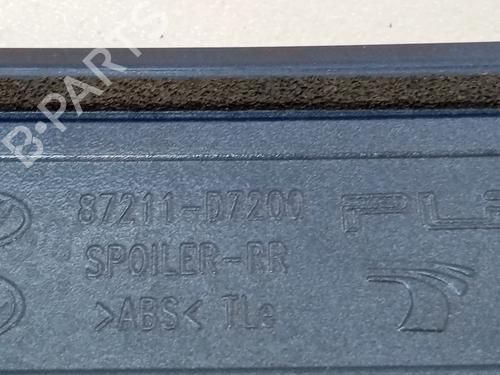 B-PARTS
87211-D7200
SPOILER-RR
>ABS< TLe